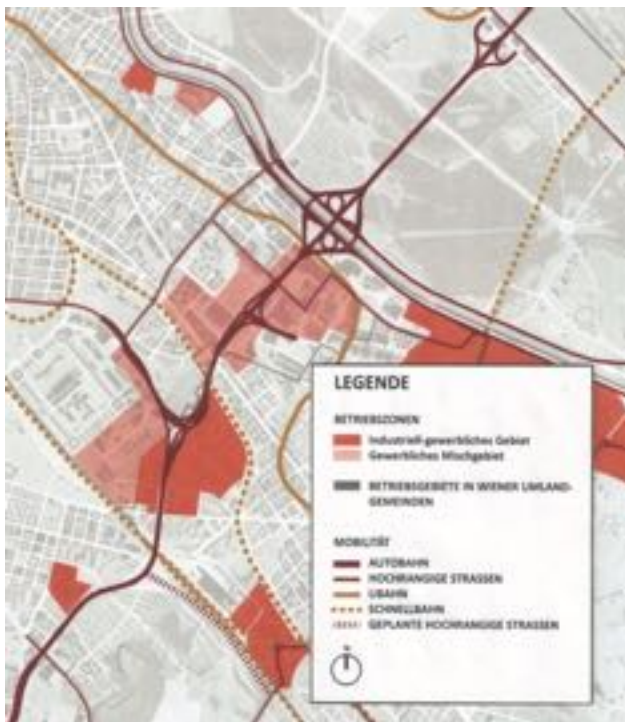 LEGENDE
BETRIEBSZONEN
Industriell-gewerbliches Gebiet
Gewerbliches Mischgebiet
BETRIEBSGEBIETE IN WIENER UMLAND-
GEMEINDEN
MOBILITÄT
AUTOBAHN
HOCHRANGIGE STRASSEN
UBAHN
SCHNELLBAHN
GEPLANTE HOCHRANGIGE STRASSEN